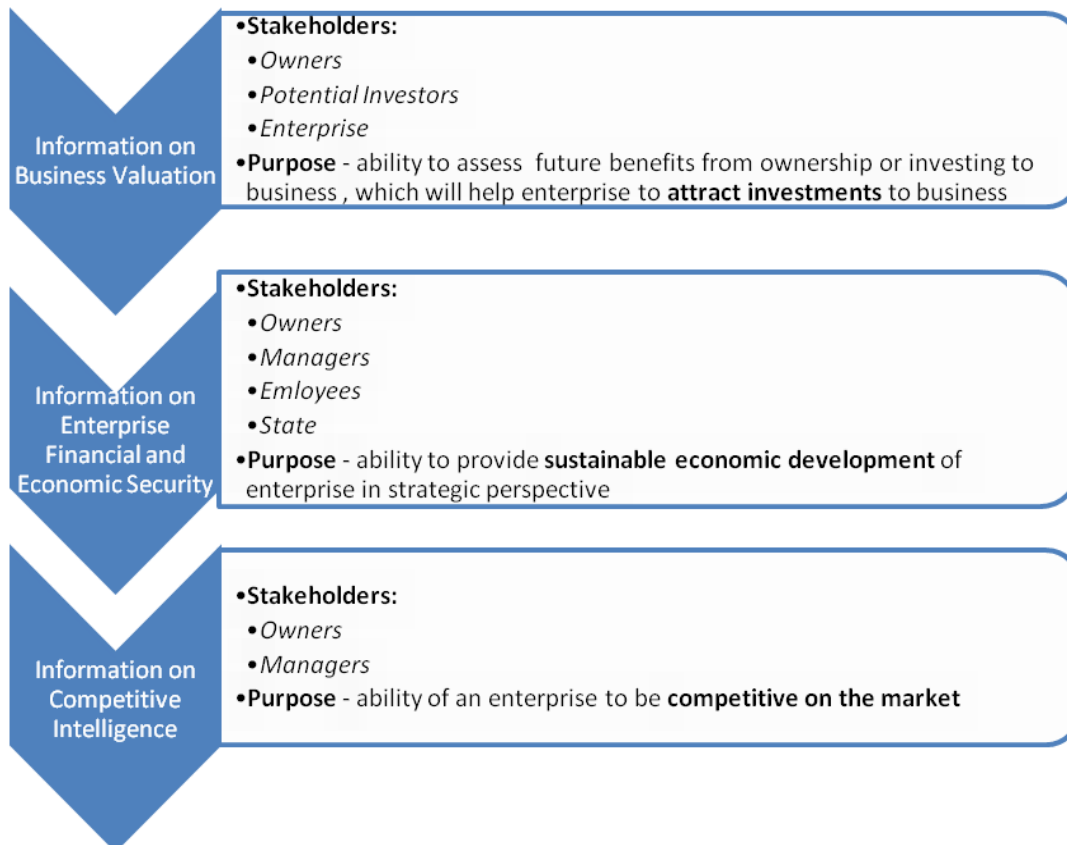 Information on
Business Valuation
•Stakeholders:
•Owners
•Potential Investors
•Enterprise
•Purpose - ability to assess future benefits from ownership or investing to
business , which will help enterprise to attract investments to business
Information on
Enterprise
Financial and
Economic Security
•Stakeholders:
•Owners
•Managers
•Emloyees
•State
•Purpose - ability to provide sustainable economic development of
enterprise in strategic perspective
Information on
Competitive
Intelligence
•Stakeholders:
•Owners
•Managers
•Purpose - ability of an enterprise to be competitive on the market